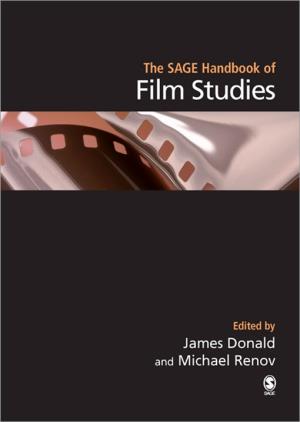 The SAGE Handbook of
Film Studies
Edited by
James Donald
and Michael Renov
SAGE